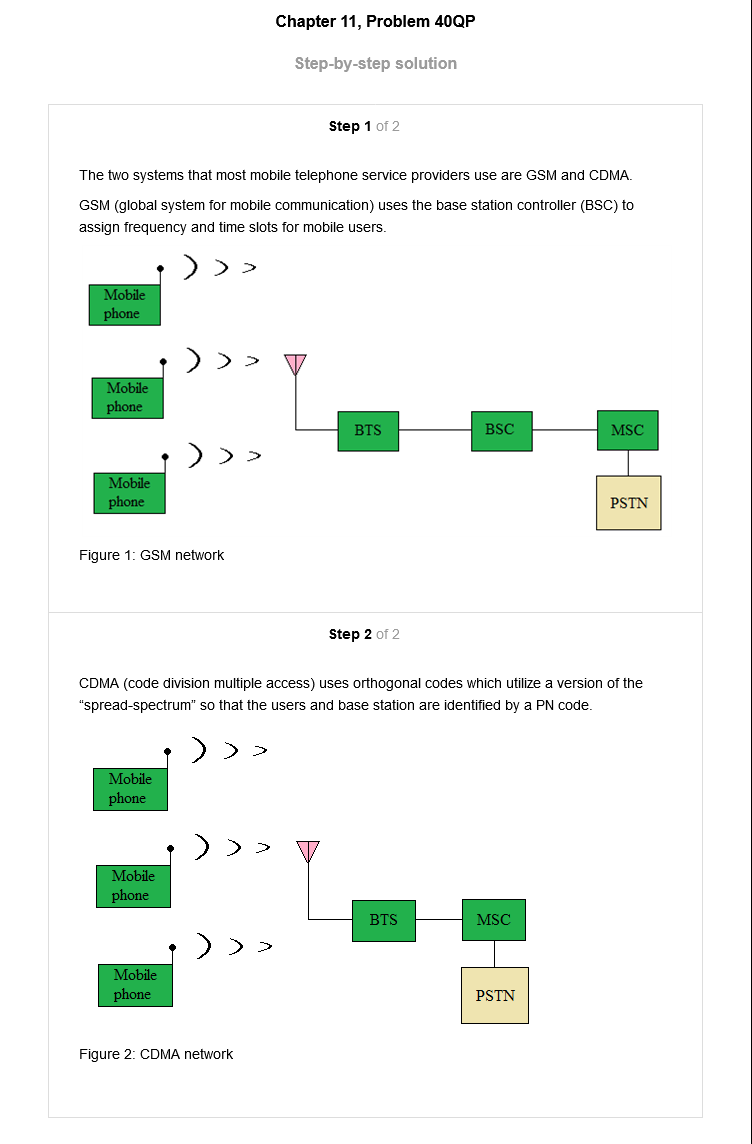 Chapter 11, Problem 40QP
Step-by-step solution
Step 1 of 2
The two systems that most mobile telephone service providers use are GSM and CDMA.
GSM (global system for mobile communication) uses the base station controller (BSC) to
assign frequency and time slots for mobile users.
Mobile
phone
Mobile
phone
BTS
BSC
MSC
Mobile
phone
PSTN
Figure 1: GSM network
Step 2 of 2
CDMA (code division multiple access) uses orthogonal codes which utilize a version of the
“spread-spectrum” so that the users and base station are identified by a PN code.
Mobile
phone
Mobile
phone
BTS
MSC
Mobile
phone
PSTN
Figure 2: CDMA network